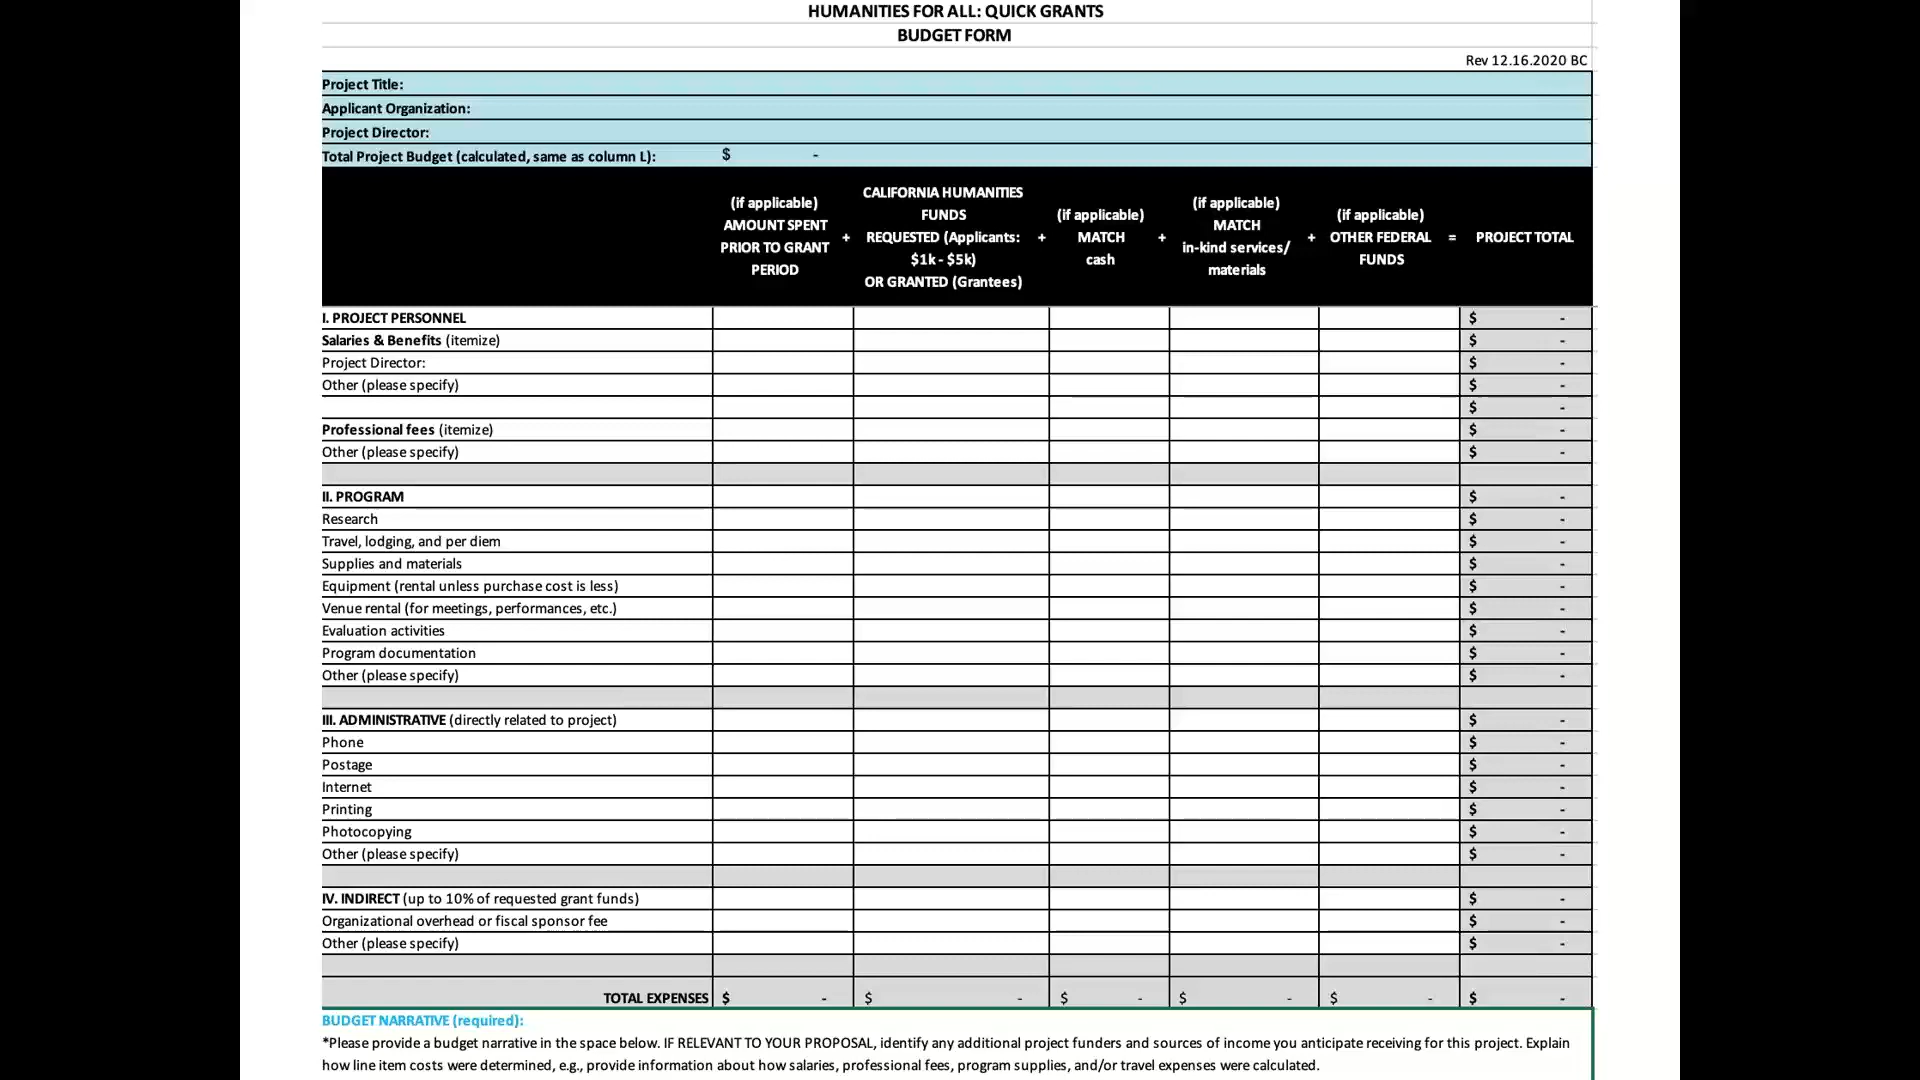 HUMANITIES FOR ALL: QUICK GRANTS
BUDGET FORM
Rev 12.16.2020 BC
Project Title:
Applicant Organization:
Project Director:
Total Project Budget (calculated, same as column L): $ -
(if applicable)
AMOUNT SPENT
PRIOR TO GRANT
PERIOD
+
CALIFORNIA HUMANITIES
FUNDS
REQUESTED (Applicants:
$1k - $5k)
OR GRANTED (Grantees)
+
(if applicable)
MATCH
cash
+
(if applicable)
MATCH
in-kind services/
materials
+
(if applicable)
OTHER FEDERAL
FUNDS
=
PROJECT TOTAL
I. PROJECT PERSONNEL $ -
Salaries & Benefits (itemize) $ -
Project Director: $ -
Other (please specify) $ -
$ -
Professional fees (itemize) $ -
Other (please specify) $ -
II. PROGRAM $ -
Research $ -
Travel, lodging, and per diem $ -
Supplies and materials $ -
Equipment (rental unless purchase cost is less) $ -
Venue rental (for meetings, performances, etc.) $ -
Evaluation activities $ -
Program documentation $ -
Other (please specify) $ -
III. ADMINISTRATIVE (directly related to project) $ -
Phone $ -
Postage $ -
Internet $ -
Printing $ -
Photocopying $ -
Other (please specify) $ -
IV. INDIRECT (up to 10% of requested grant funds) $ -
Organizational overhead or fiscal sponsor fee $ -
Other (please specify) $ -
TOTAL EXPENSES $ - $ - $ - $ - $ - $ -
BUDGET NARRATIVE (required):
*Please provide a budget narrative in the space below. IF RELEVANT TO YOUR PROPOSAL, identify any additional project funders and sources of income you anticipate receiving for this project. Explain
how line item costs were determined, e.g., provide information about how salaries, professional fees, program supplies, and/or travel expenses were calculated.